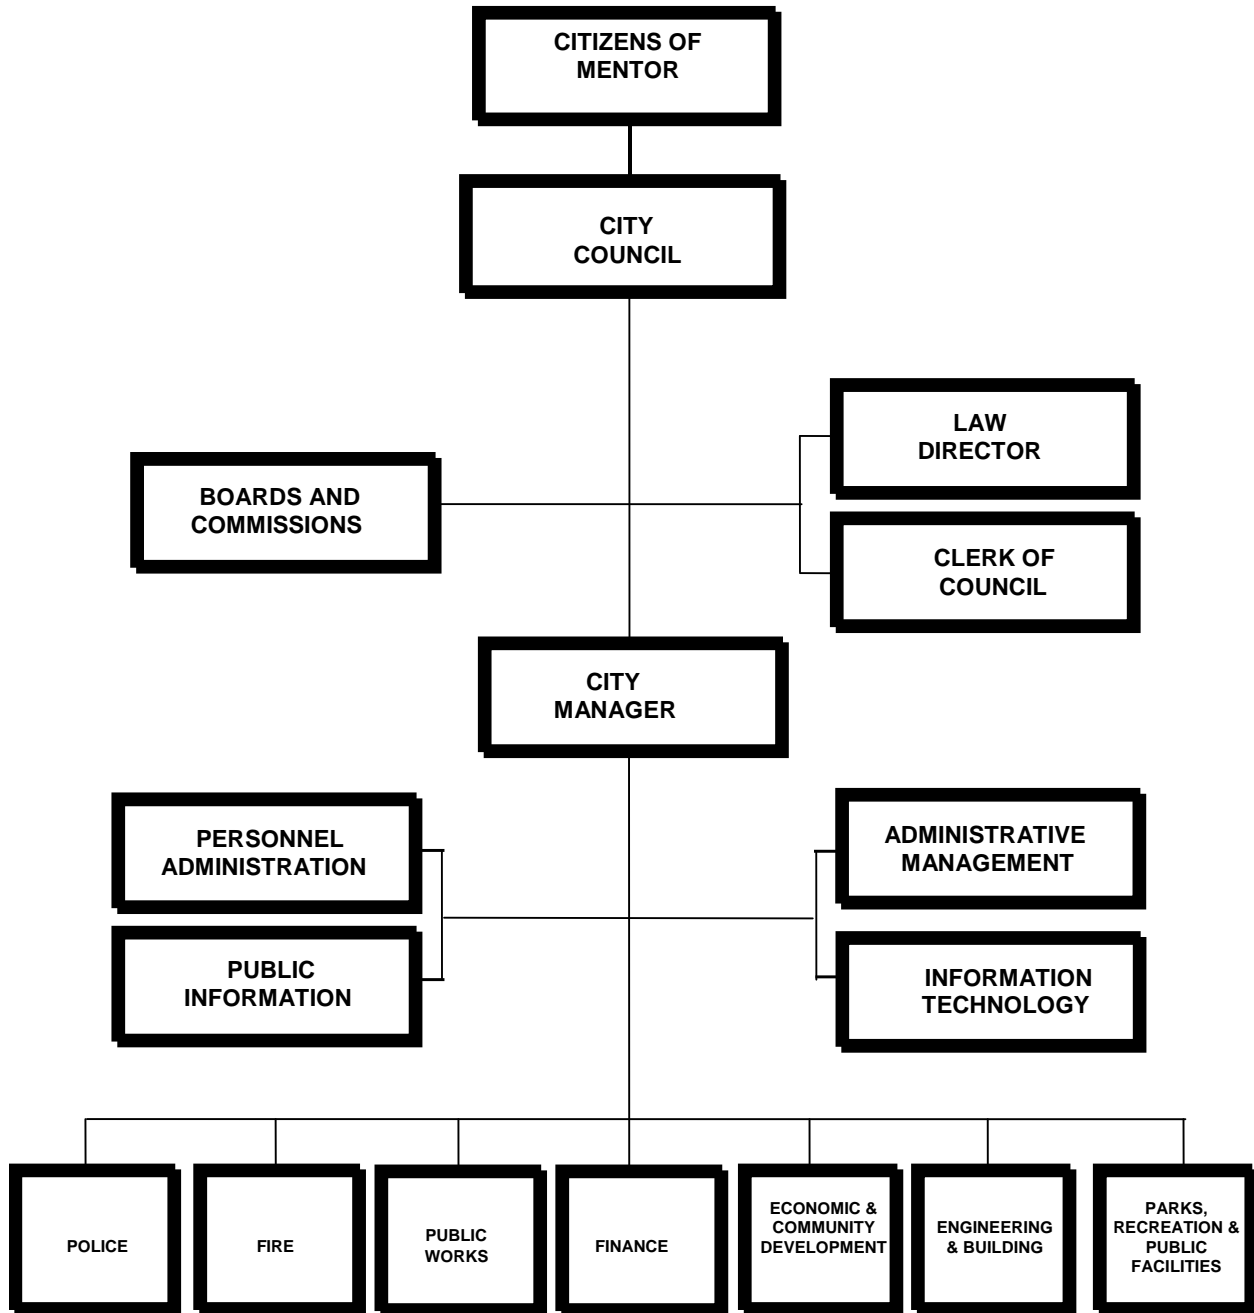 CITIZENS OF
MENTOR
CITY
COUNCIL
LAW
DIRECTOR
BOARDS AND
COMMISSIONS
CLERK OF
COUNCIL
CITY
MANAGER
PERSONNEL
ADMINISTRATION
ADMINISTRATIVE
MANAGEMENT
PUBLIC
INFORMATION
INFORMATION
TECHNOLOGY
POLICE
FIRE
PUBLIC
WORKS
FINANCE
ECONOMIC &
COMMUNITY
DEVELOPMENT
ENGINEERING
& BUILDING
PARKS,
RECREATION &
PUBLIC
FACILITIES